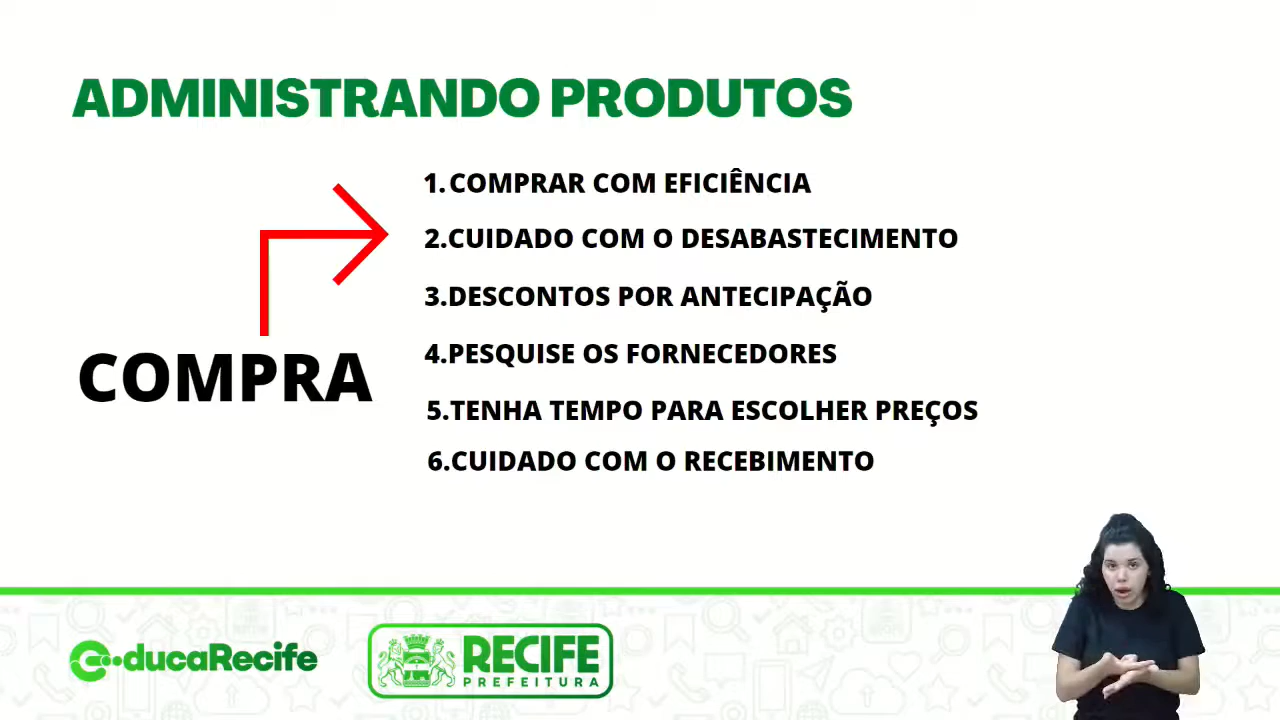 ADMINISTRANDO PRODUTOS
COMPRA
1. COMPRAR COM EFICIÊNCIA
2.CUIDADO COM O DESABASTECIMENTO
3.DESCONTOS POR ANTECIPAÇÃO
4.PESQUISE OS FORNECEDORES
5.TENHA TEMPO PARA ESCOLHER PREÇOS
6.CUIDADO COM O RECEBIMENTO
educaRecife
RECIFE
PREFEITURA